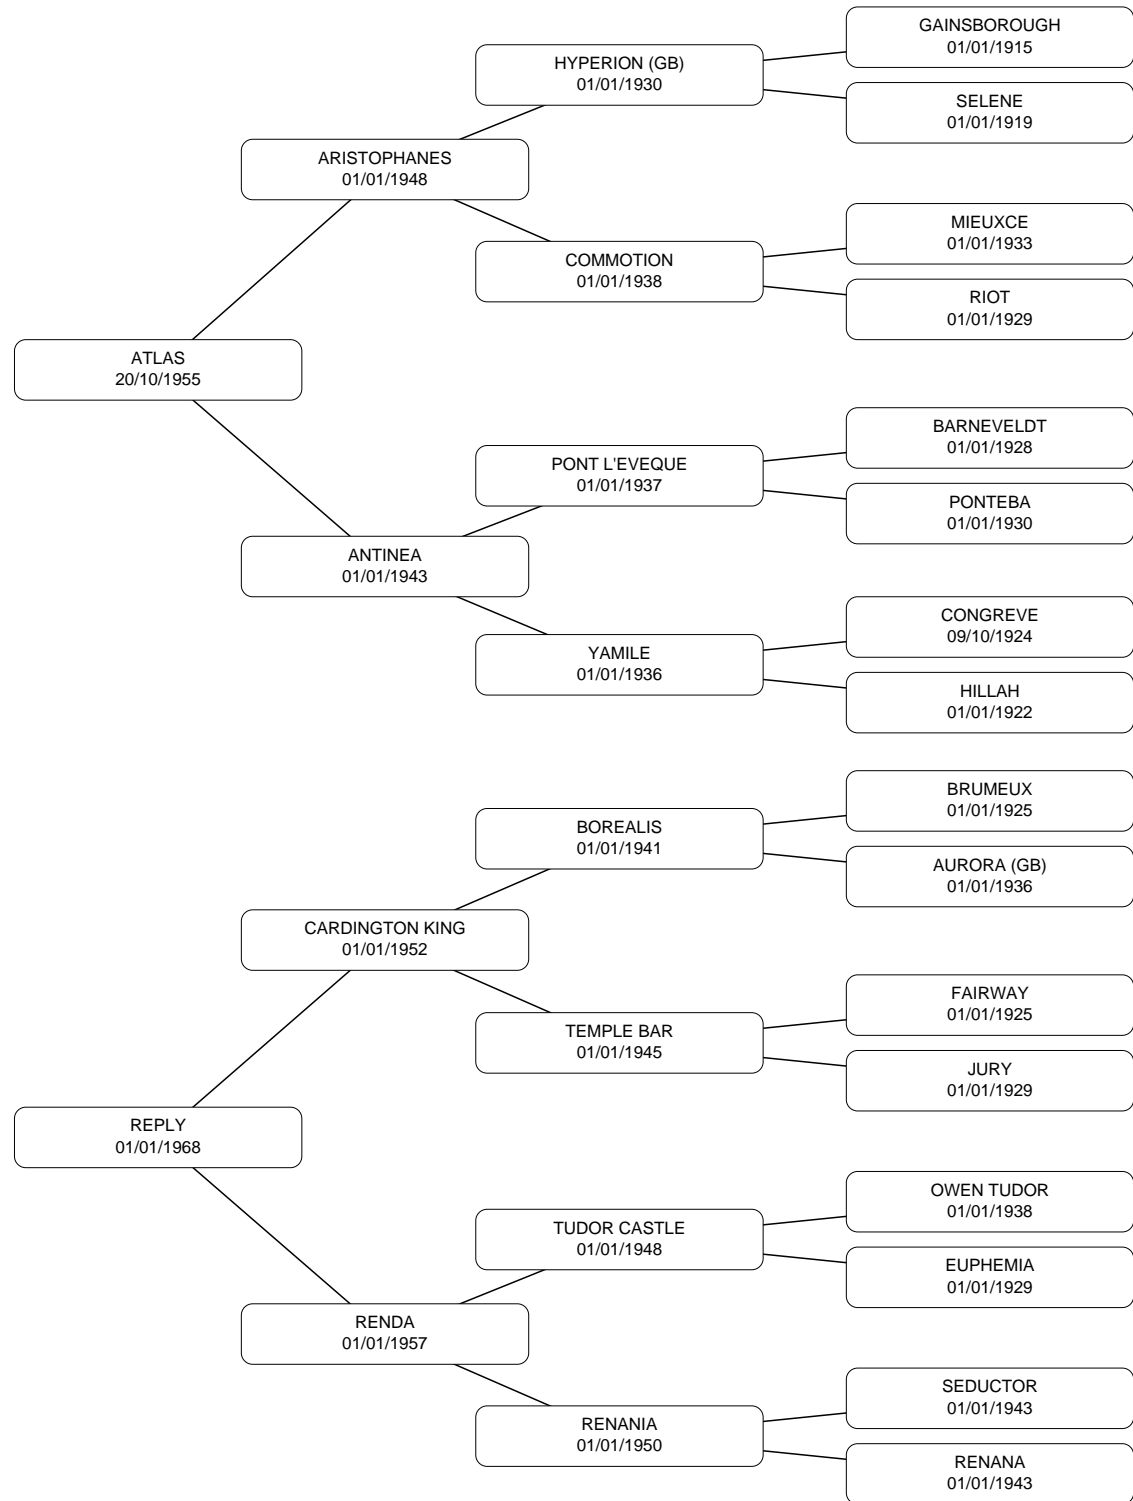 GAINSBOROUGH
01/01/1915
HYPERION (GB)
01/01/1930
SELENE
01/01/1919
ARISTOPHANES
01/01/1948
MIEUXCE
01/01/1933
COMMOTION
01/01/1938
RIOT
01/01/1929
ATLAS
20/10/1955
BARNEVELDT
01/01/1928
PONT L'EVEQUE
01/01/1937
PONTEBA
01/01/1930
ANTINEA
01/01/1943
CONGREVE
09/10/1924
YAMILE
01/01/1936
HILLAH
01/01/1922
BRUMEUX
01/01/1925
BOREALIS
01/01/1941
AURORA (GB)
01/01/1936
CARDINGTON KING
01/01/1952
FAIRWAY
01/01/1925
TEMPLE BAR
01/01/1945
JURY
01/01/1929
REPLY
01/01/1968
OWEN TUDOR
01/01/1938
TUDOR CASTLE
01/01/1948
EUPHEMIA
01/01/1929
RENDA
01/01/1957
SEDUCTOR
01/01/1943
RENANIA
01/01/1950
RENANA
01/01/1943